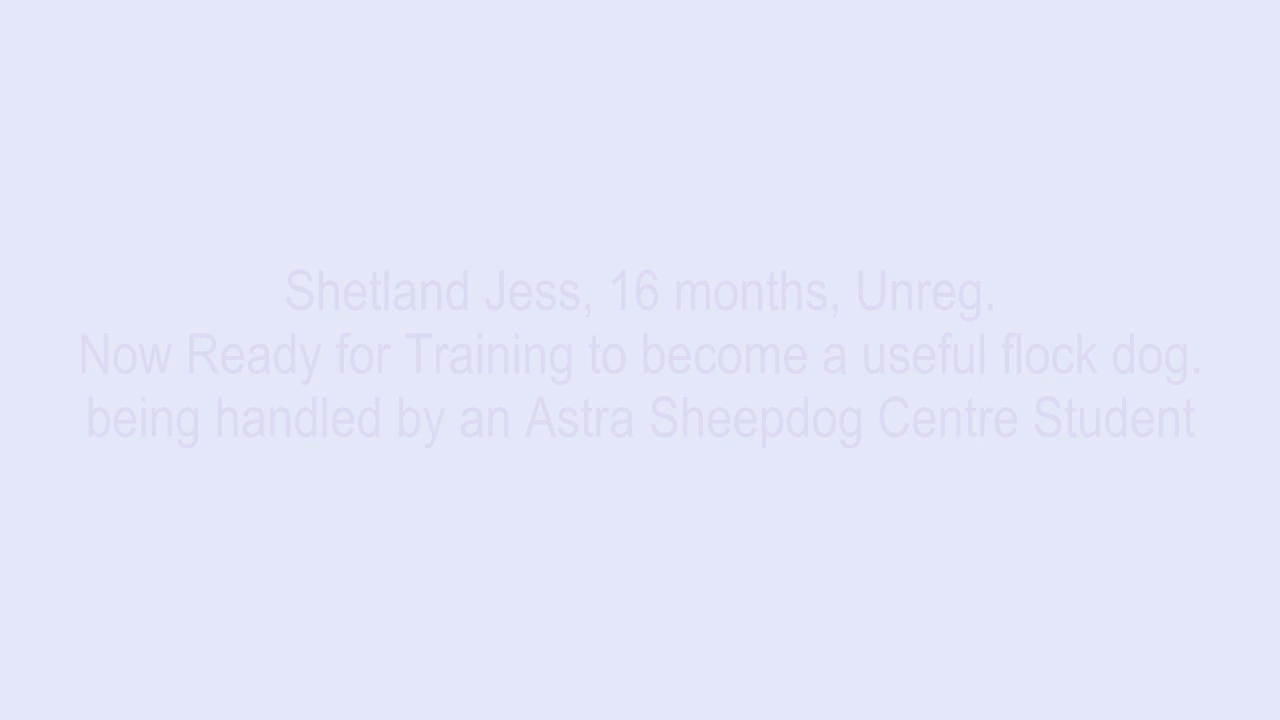 Shetland Jess, 16 months, Unreg.
Now Ready for Training to become a useful flock dog.
being handled by an Astra Sheepdog Centre Student